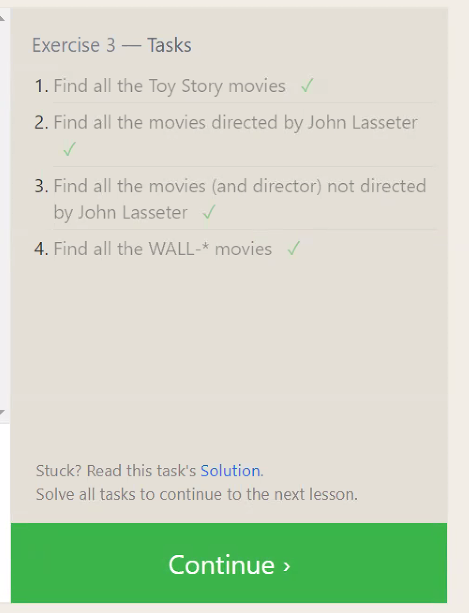 Exercise 3 — Tasks
1. Find all the Toy Story movies ✓
2. Find all the movies directed by John Lasseter
✓
3. Find all the movies (and director) not directed
by John Lasseter ✓
4. Find all the WALL-* movies ✓
Stuck? Read this task's Solution.
Solve all tasks to continue to the next lesson.
Continue ›